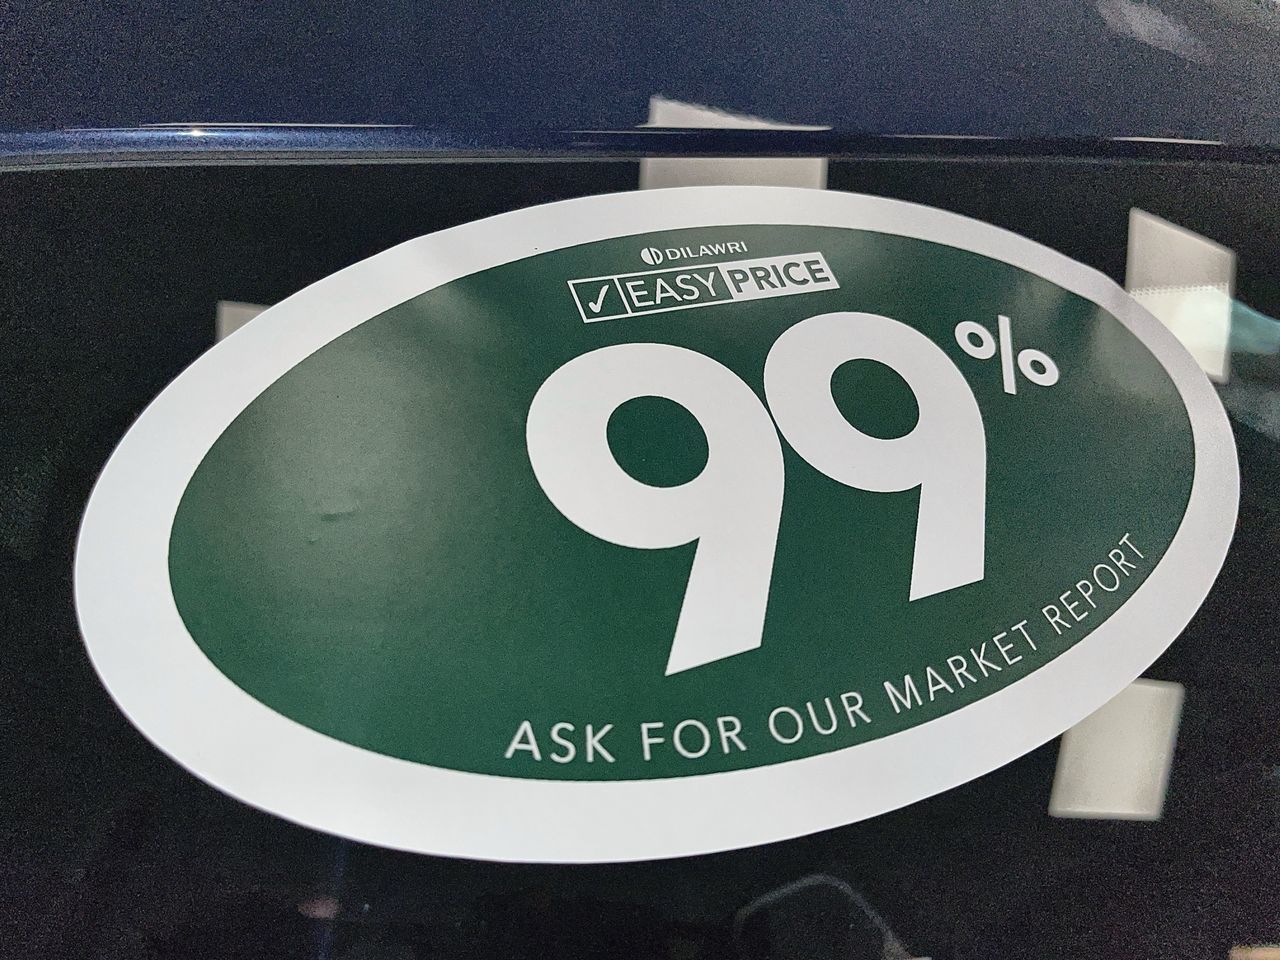 DILAWRI
✓ EASY PRICE
99%
ASK FOR OUR MARKET REPORT